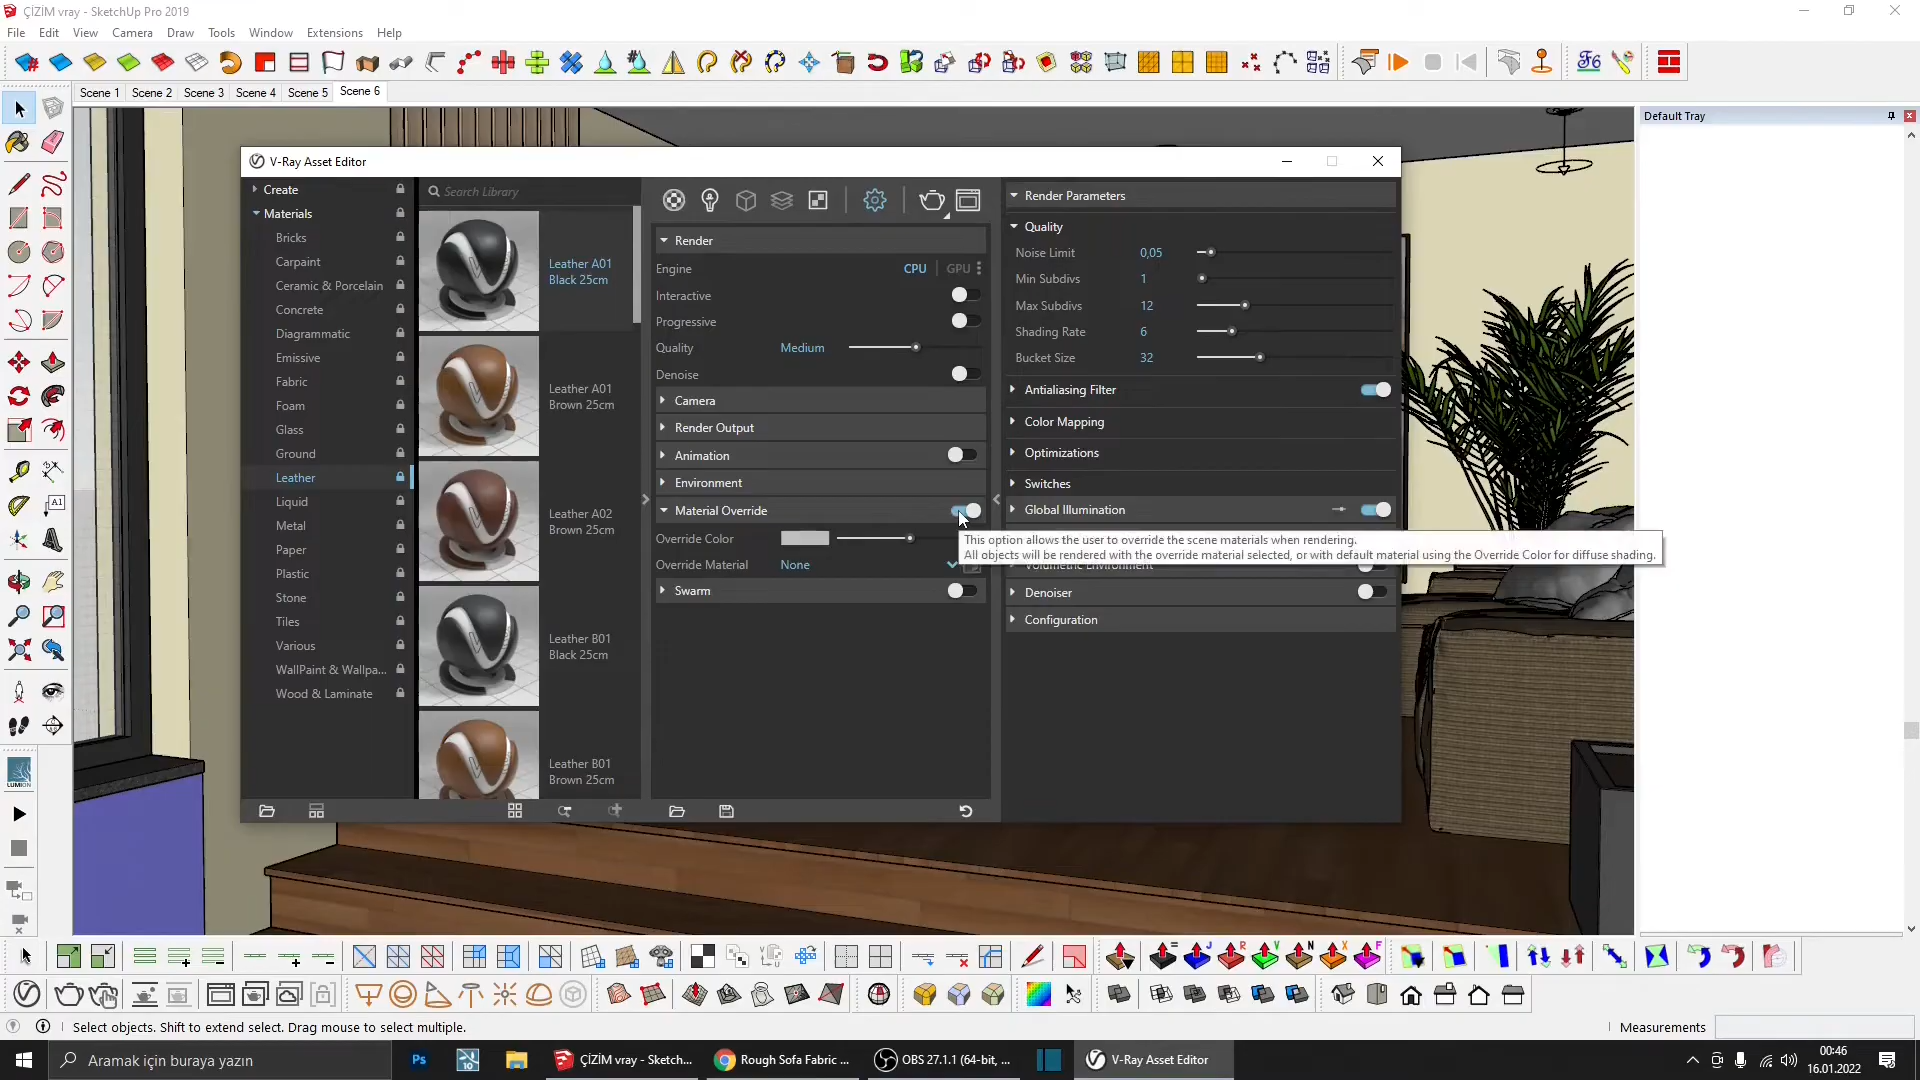 ÇİZİM vray - SketchUp Pro 2019
File Edit View Camera Draw Tools Window Extensions Help
Scene 1 Scene 2 Scene 3 Scene 4 Scene 5 Scene 6
Default Tray
V-Ray Asset Editor
Create
Materials
Bricks
Carpaint
Ceramic & Porcelain
Concrete
Diagrammatic
Emissive
Fabric
Foam
Glass
Ground
Leather
Liquid
Metal
Paper
Plastic
Stone
Tiles
Various
WallPaint & Wallpa...
Wood & Laminate
Search Library
Leather A01
Black 25cm
Leather A01
Brown 25cm
Leather A02
Brown 25cm
Leather B01
Black 25cm
Leather B01
Brown 25cm
Render
Engine CPU GPU
Interactive
Progressive
Quality Medium
Denoise
Camera
Render Output
Animation
Environment
Material Override
Override Color
Override Material None
Swarm
Render Parameters
Quality
Noise Limit 0,05
Min Subdivs 1
Max Subdivs 12
Shading Rate 6
Bucket Size 32
Antialiasing Filter
Color Mapping
Optimizations
Switches
Global Illumination
This option allows the user to override the scene materials when rendering.
All objects will be rendered with the override material selected, or with default material using the Override Color for diffuse shading.
Volumetric Environment
Denoiser
Configuration
A1
LUMION
Select objects. Shift to extend select. Drag mouse to select multiple.
Measurements
Aramak için buraya yazın
Ps
10
ÇİZİM vray - Sketch...
Rough Sofa Fabric ...
OBS 27.1.1 (64-bit, ...
V-Ray Asset Editor
00:46
16.01.2022